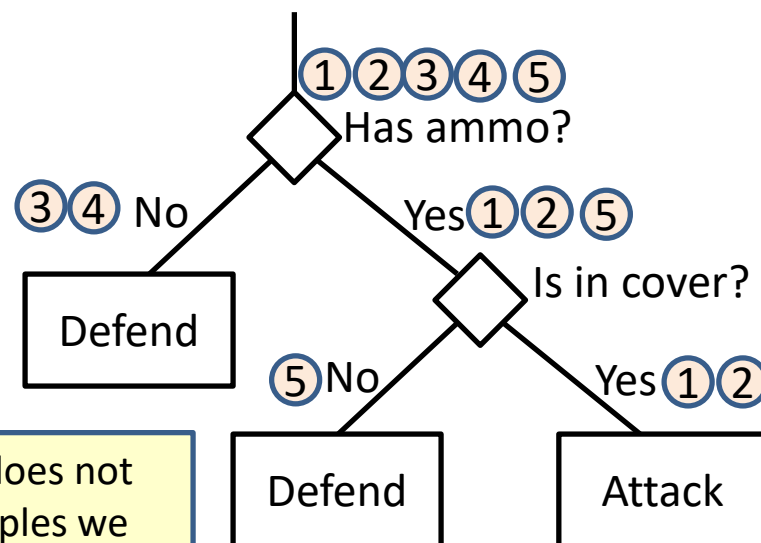 1 2 3 4 5
Has ammo?
3 4 No
Yes 1 2 5
Is in cover?
Defend
5 No
Yes 1 2
Defend
Attack
does not
ples we